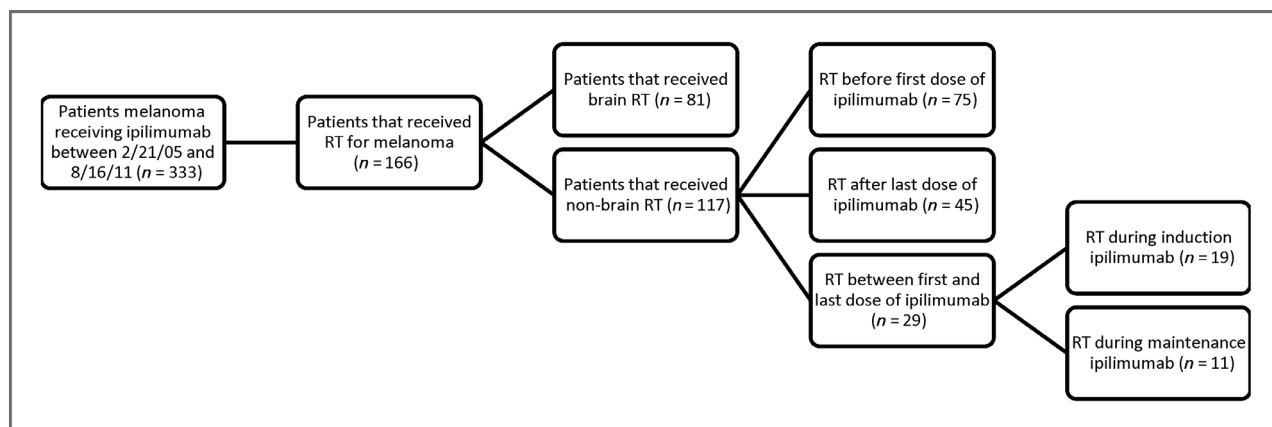 Patients melanoma
receiving ipilimumab
between 2/21/05 and
8/16/11 (n = 333)
Patients that received
RT for melanoma
(n = 166)
Patients that received
brain RT (n = 81)
Patients that received
non-brain RT (n = 117)
RT before first dose of
ipilimumab (n = 75)
RT after last dose of
ipilimumab (n = 45)
RT between first and
last dose of ipilimumab
(n = 29)
RT during induction
ipilimumab (n = 19)
RT during maintenance
ipilimumab (n = 11)